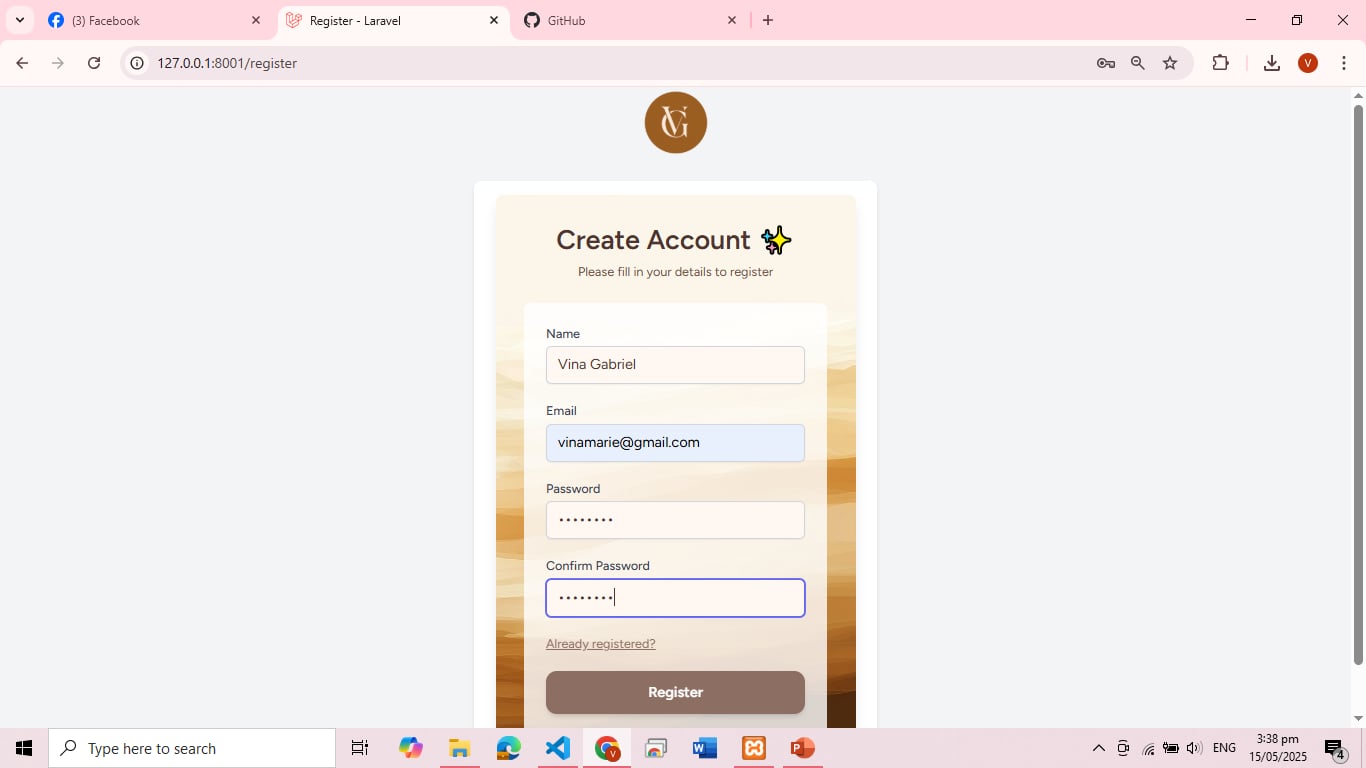 (3) Facebook
Register - Laravel
GitHub
127.0.0.1:8001/register
V
VG
Create Account ✨
Please fill in your details to register
Name
Vina Gabriel
Email
vinamarie@gmail.com
Password
••••••••
Confirm Password
••••••••
Already registered?
Register
Type here to search
ENG
3:38 pm
15/05/2025
4